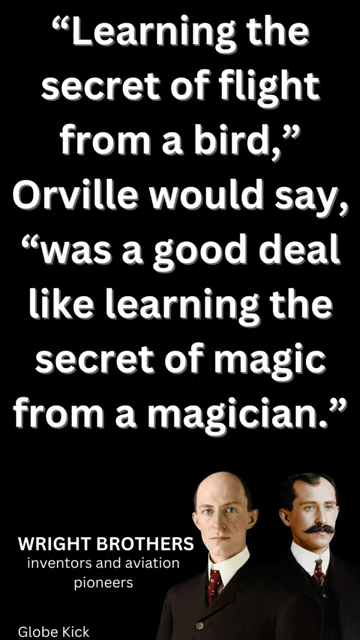 “Learning the
secret of flight
from a bird,”
Orville would say,
“was a good deal
like learning the
secret of magic
from a magician.”
WRIGHT BROTHERS
inventors and aviation
pioneers
Globe Kick